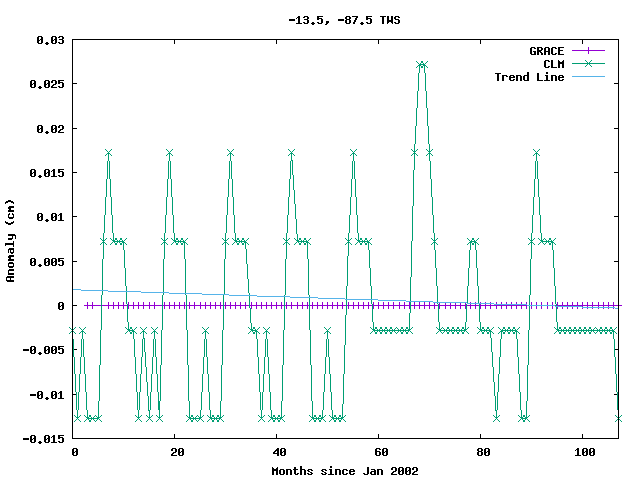 -13.5, -87.5 TWS
GRACE
CLM
Trend Line
0.03
0.025
0.02
0.015
0.01
0.005
0
-0.005
-0.01
-0.015
Anomaly (cm)
0 20 40 60 80 100
Months since Jan 2002